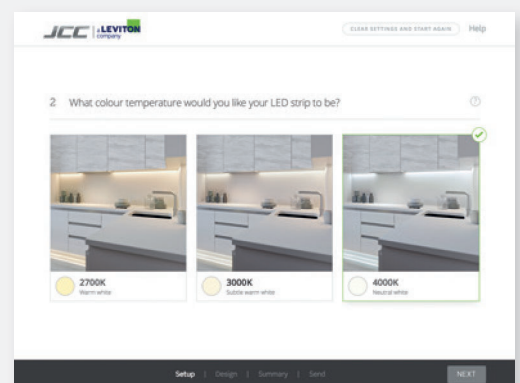 JCC a LEVITON company
CLEAR SETTINGS AND START AGAIN Help
2 What colour temperature would you like your LED strip to be?
2700K
Warm white
3000K
Subtle warm white
4000K
Neutral white
Setup | Design | Summary | Send NEXT